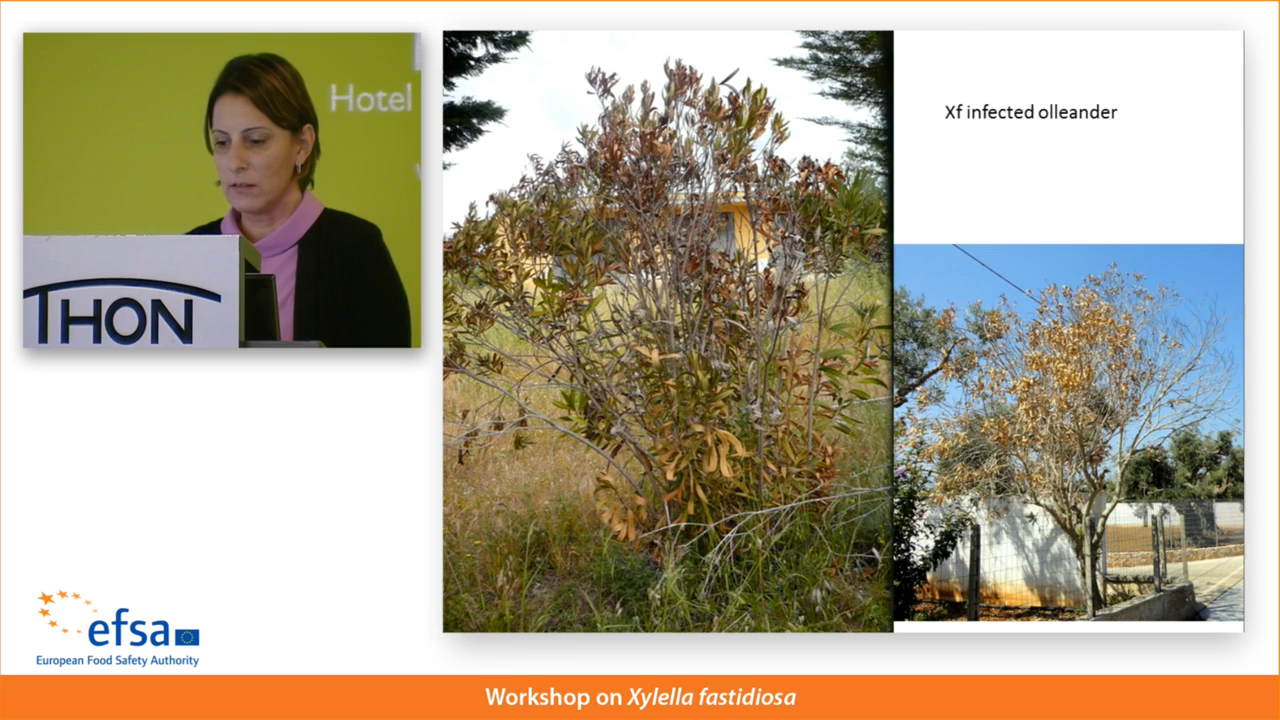 Hotel
THON
Xf infected olleander
efsa
European Food Safety Authority
Workshop on Xylella fastidiosa